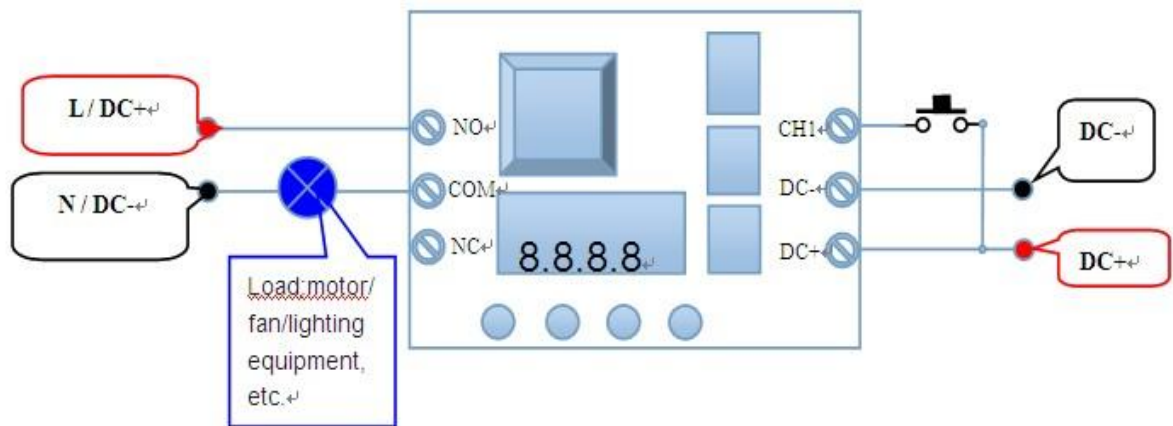 L / DC+↵
N / DC-↵
NO↵
COM↵
NC↵
8.8.8.8↵
CH1↵
DC-↵
DC+↵
DC-↵
DC+↵
Load:motor/
fan/lighting
equipment,
etc.↵